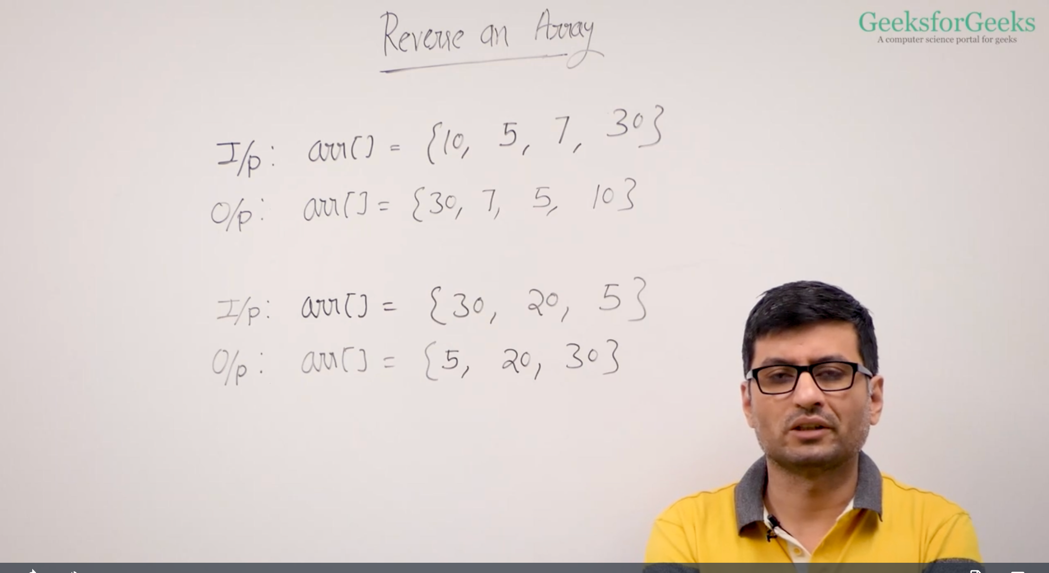 GeeksforGeeks
A computer science portal for geeks
Reverse an Array
I/p: arr[] = {10, 5, 7, 30}
O/p: arr[] = {30, 7, 5, 10}
I/p: arr[] = {30, 20, 5}
O/p: arr[] = {5, 20, 30}